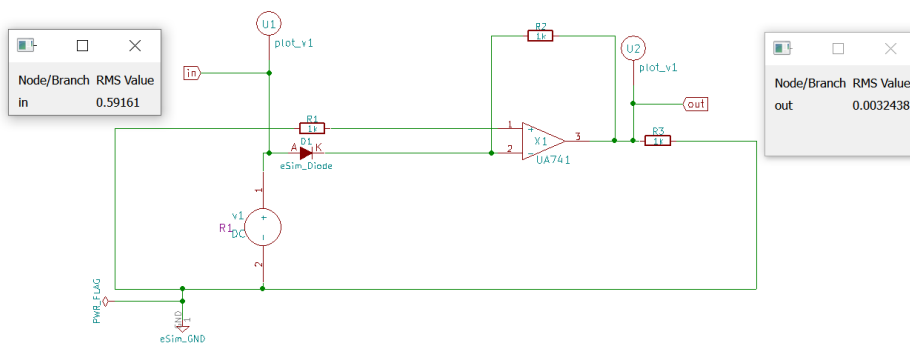 U1
plot_v1
in
Node/Branch RMS Value
in 0.59161
R1
1k
A D1 K
eSim_Diode
v1
R1
DC
1
2
+
-
R2
1k
U2
plot_v1
out
Node/Branch RMS Value
out 0.0032438
1
2
3
+
-
X1
UA741
R3
1k
PWR_FLAG
GND
1
eSim_GND